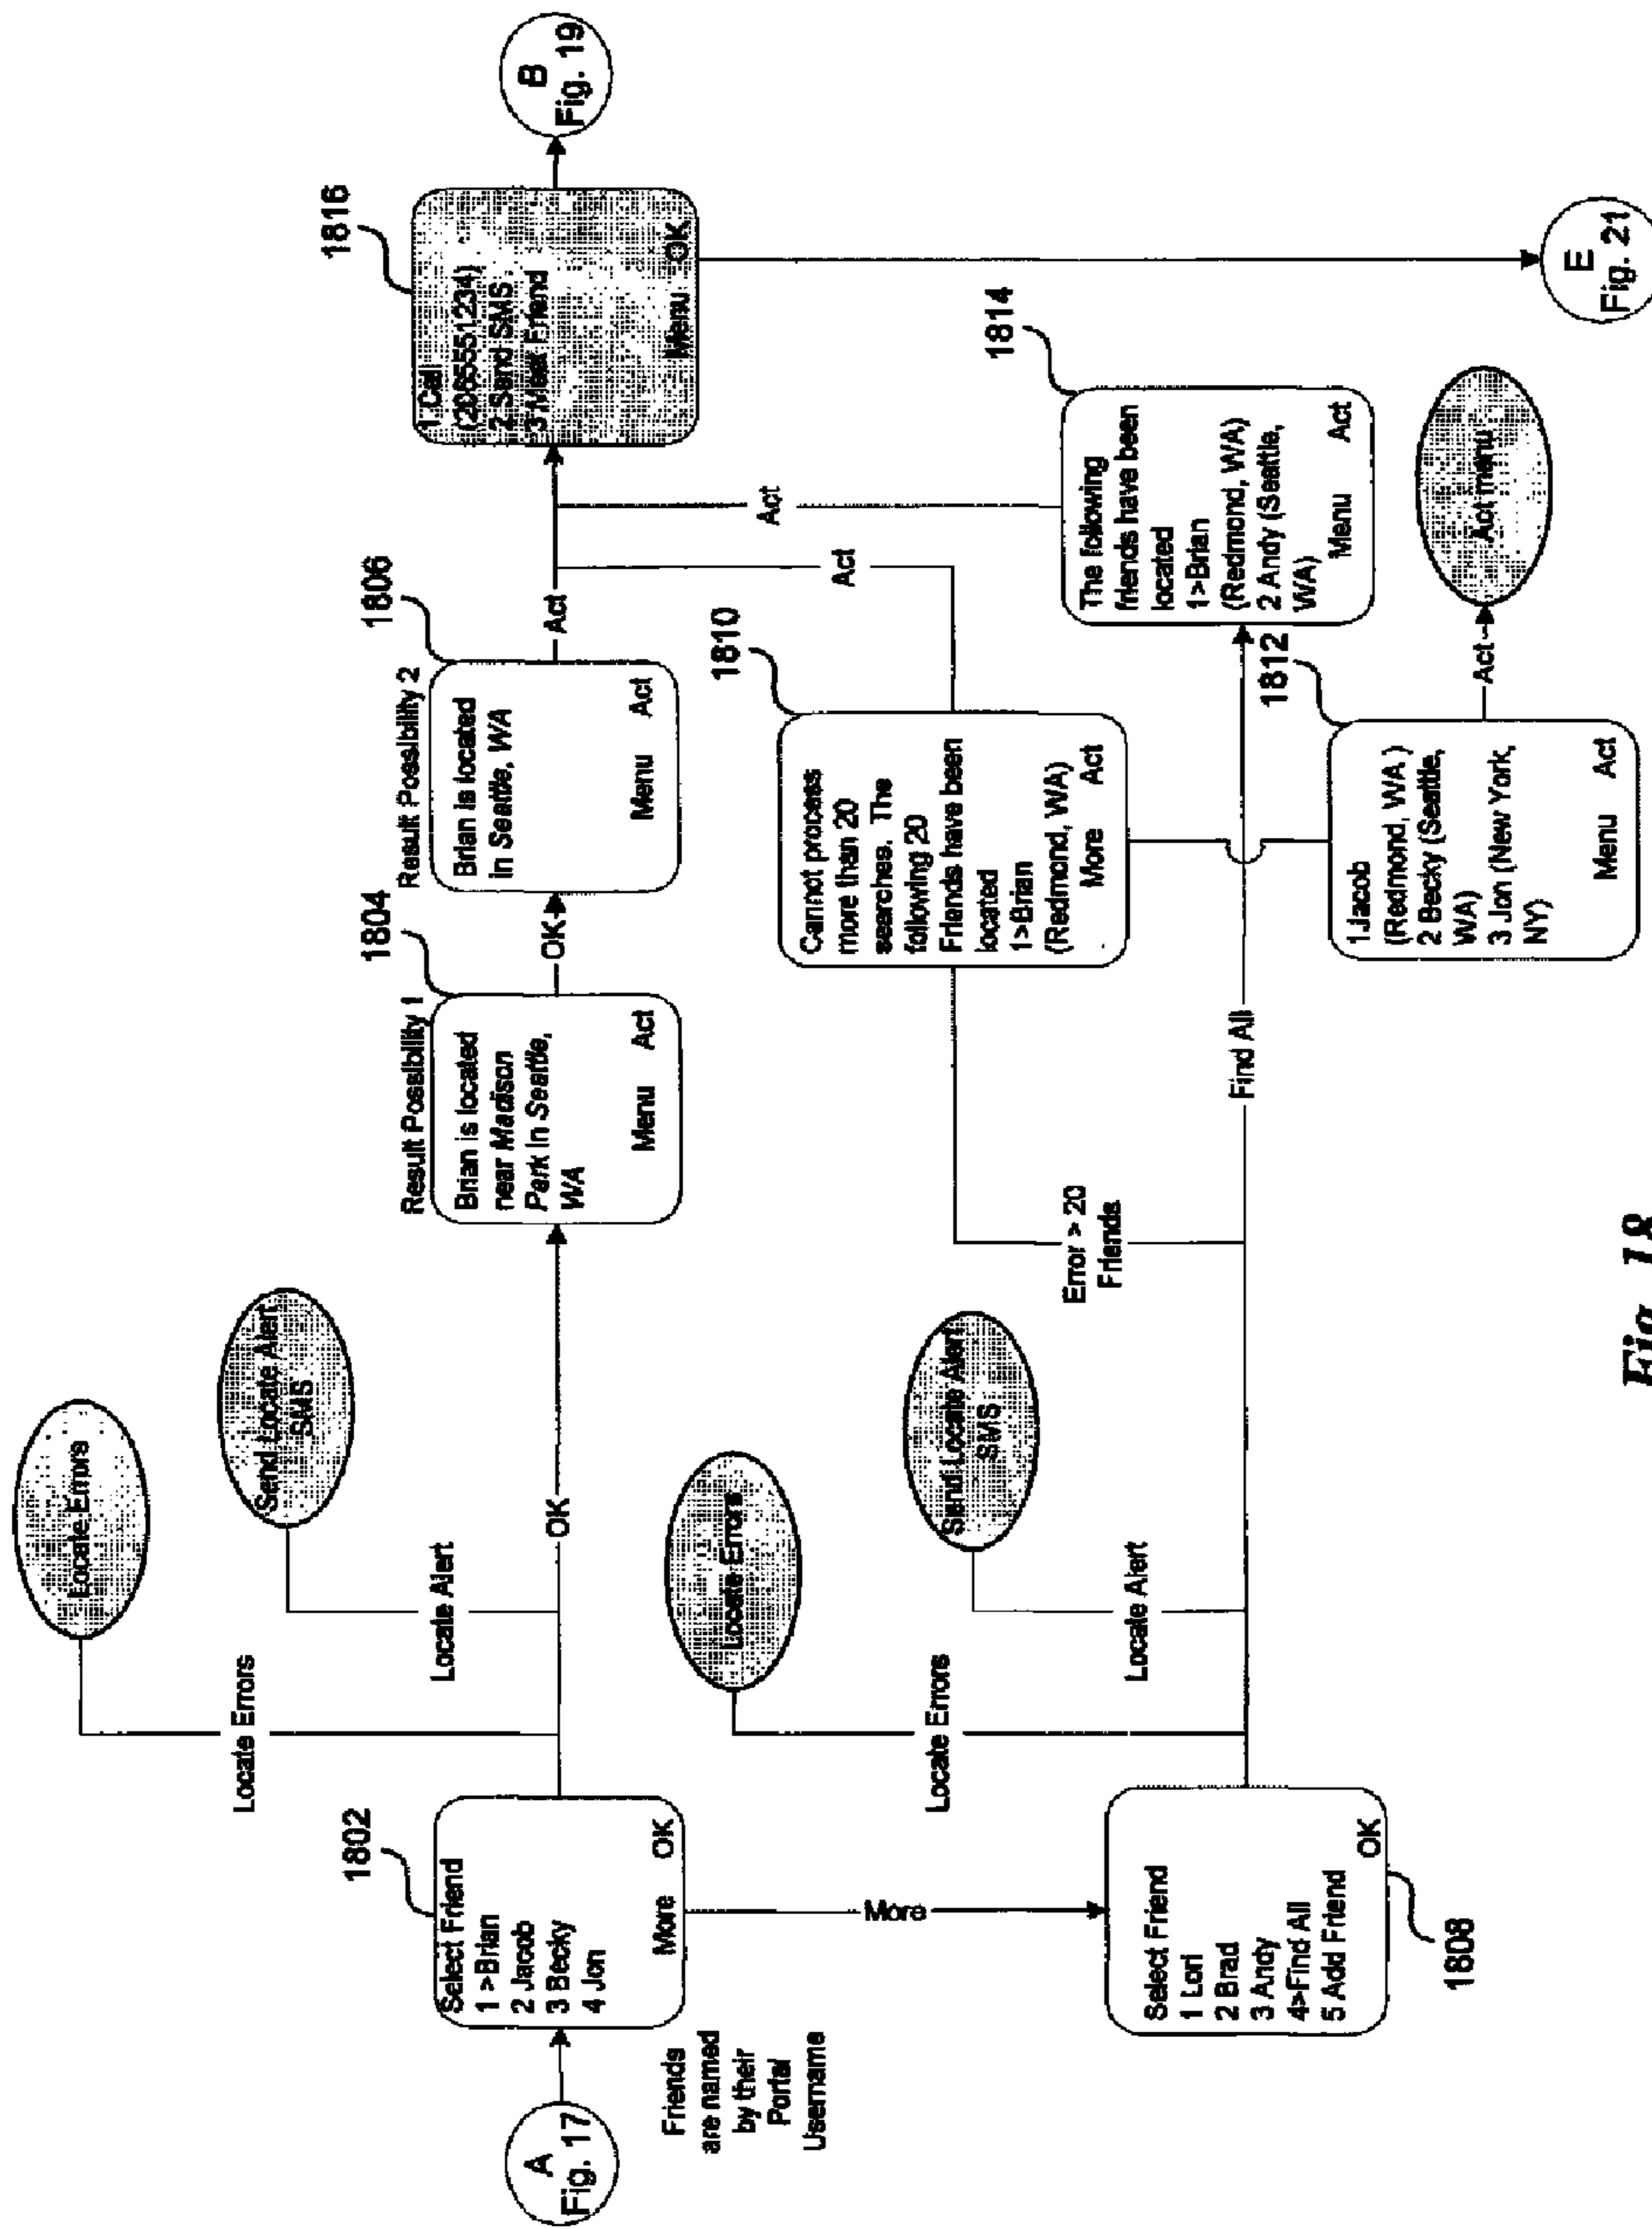 A
Fig. 17
Friends
are named
by their
Portal
Username
1802
Select Friend
1 >Brian
2 Jacob
3 Becky
4 Jon
More OK
Locate Errors
Locate Errors
Locate Alert
Send Locate Alert
SMS
OK
1804
Result Possibility 1
Brian is located
near Madison
Park in Seattle,
WA
Menu Act
OK
1806
Result Possibility 2
Brian is located
in Seattle, WA
Menu Act
Act
1816
1 Call
(2065551234)
2 Send SMS
3 Meet Friend
Menu OK
B
Fig. 19
E
Fig. 21
More
1808
Select Friend
1 Lori
2 Brad
3 Andy
4>Find All
5 Add Friend
OK
Locate Errors
Locate Errors
Locate Alert
Send Locate Alert
SMS
Error > 20
Friends
Find All
1810
Cannot process
more than 20
searches. The
following 20
Friends have been
located
1>Brian
(Redmond, WA)
More Act
Act
1812
1Jacob
(Redmond, WA )
2 Becky (Seattle,
WA)
3 Jon (New York,
NY)
Menu Act
Act
Act menu
1814
The following
friends have been
located
1>Brian
(Redmond, WA)
2 Andy (Seattle,
WA)
Menu Act
Act
Fig. 18